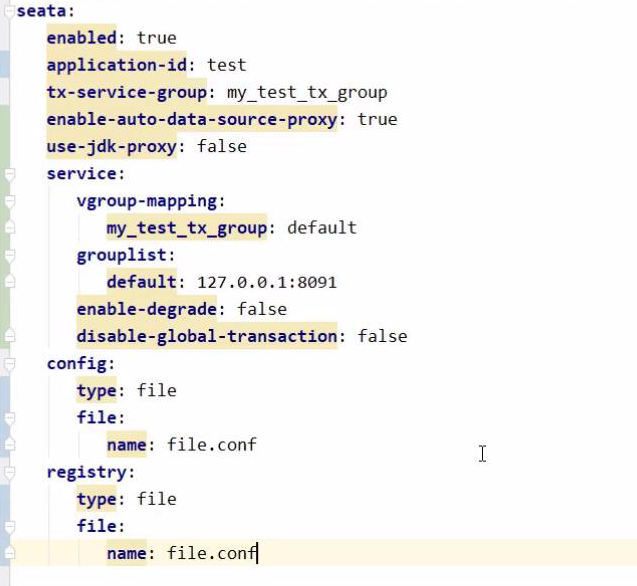 seata:
enabled: true
application-id: test
tx-service-group: my_test_tx_group
enable-auto-data-source-proxy: true
use-jdk-proxy: false
service:
vgroup-mapping:
my_test_tx_group: default
grouplist:
default: 127.0.0.1:8091
enable-degrade: false
disable-global-transaction: false
config:
type: file
file:
name: file.conf
registry:
type: file
file:
name: file.conf